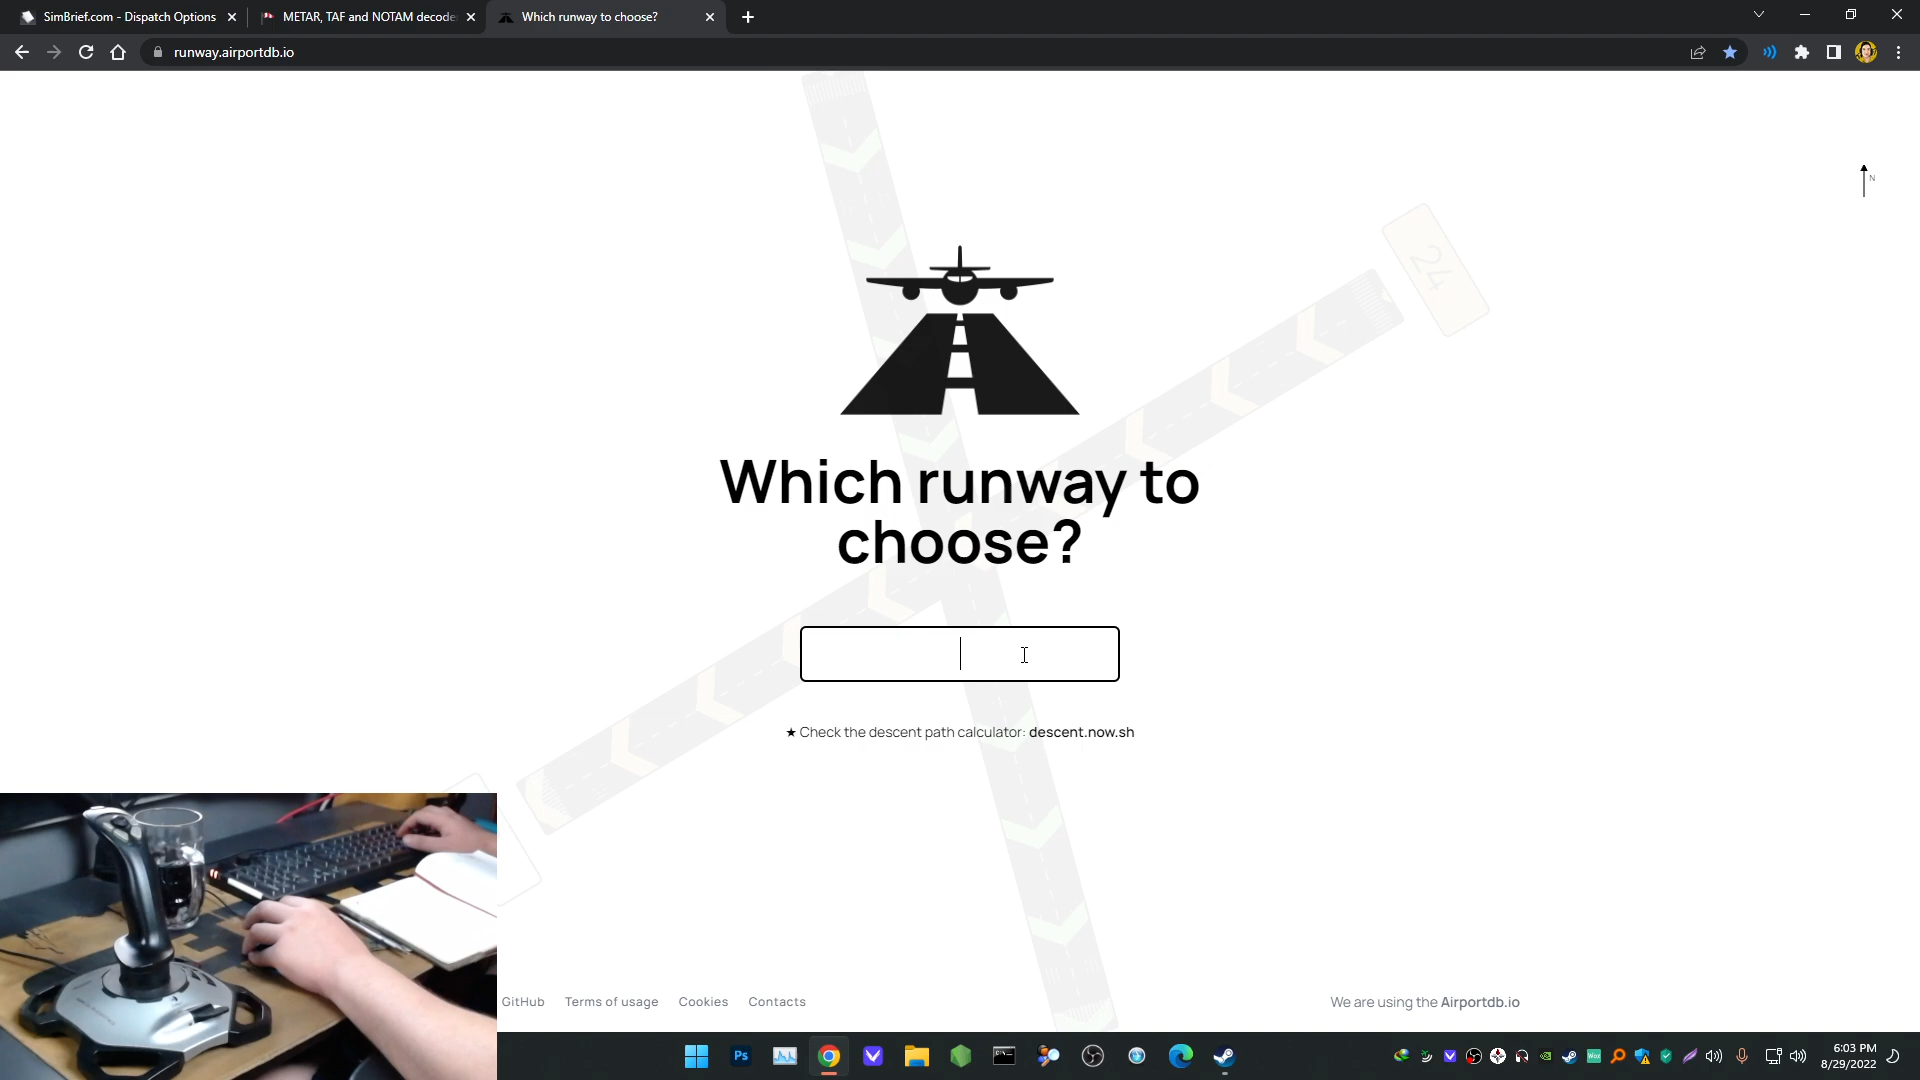 SimBrief.com - Dispatch Options
METAR, TAF and NOTAM decode
Which runway to choose?
runway.airportdb.io
N
24
Which runway to
choose?
★ Check the descent path calculator: descent.now.sh
GitHub Terms of usage Cookies Contacts
We are using the Airportdb.io
Ps
6:03 PM
8/29/2022